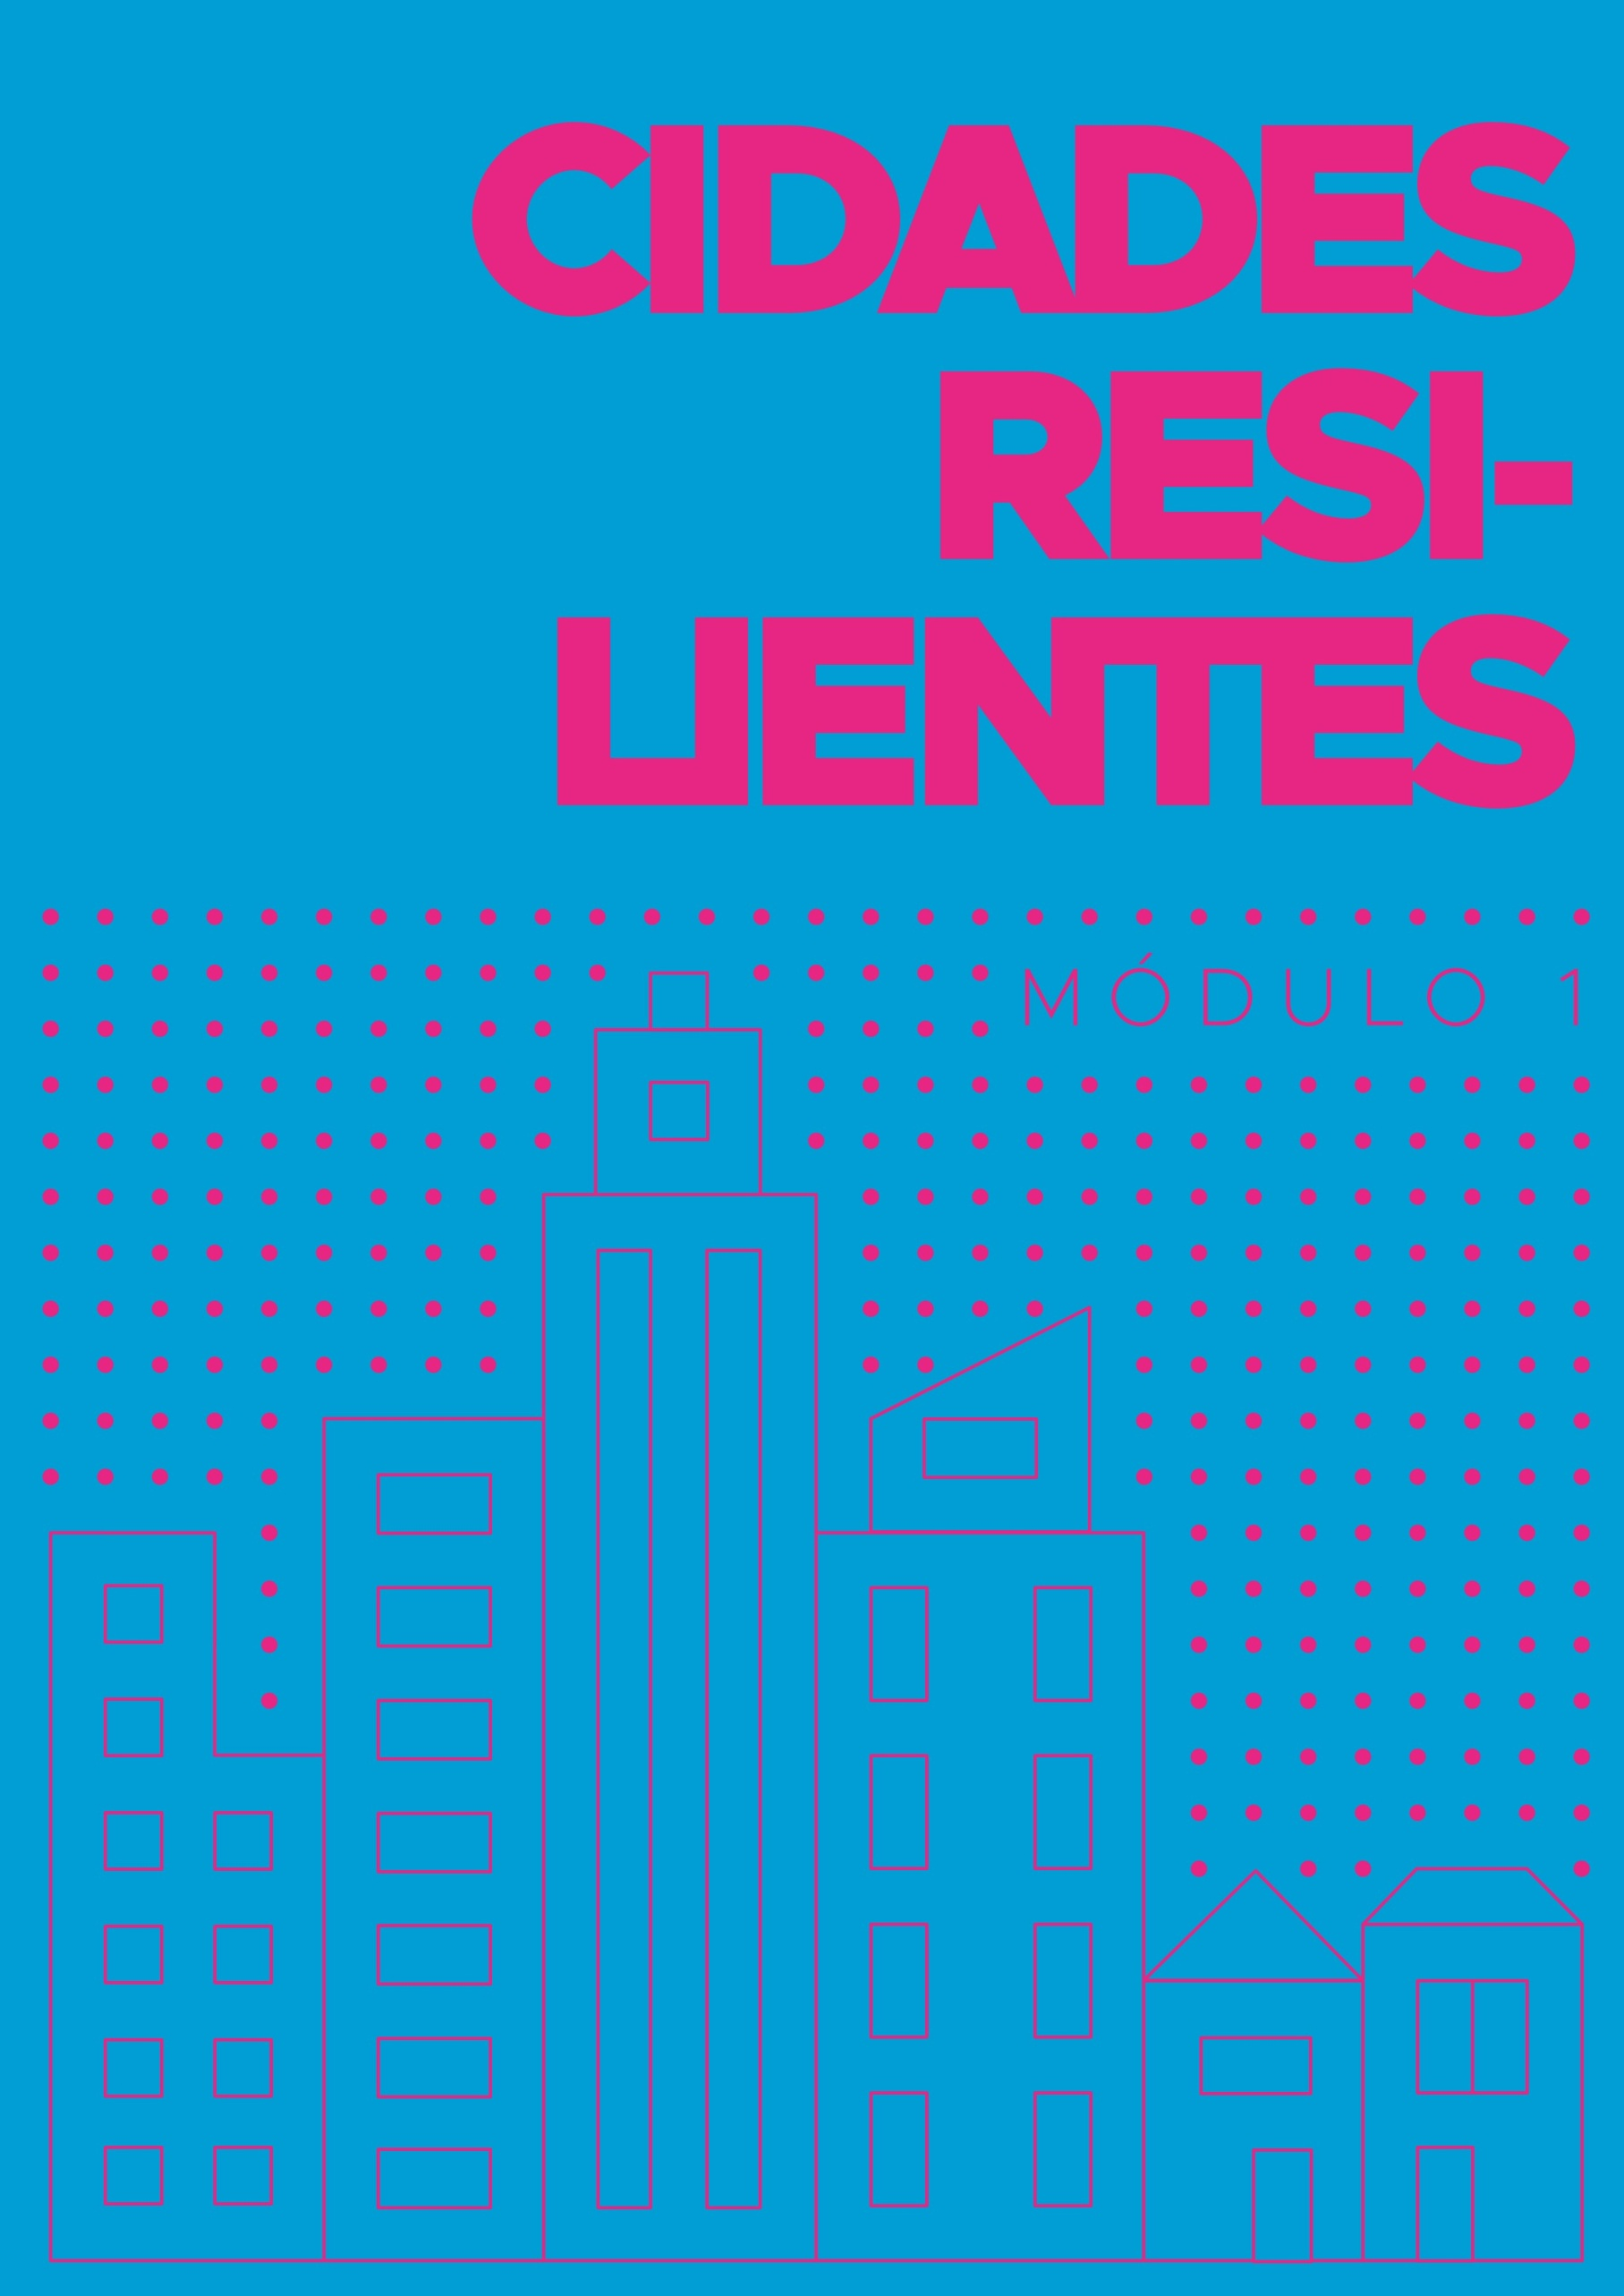 CIDADES
RESI-
LIENTES
MÓDULO 1